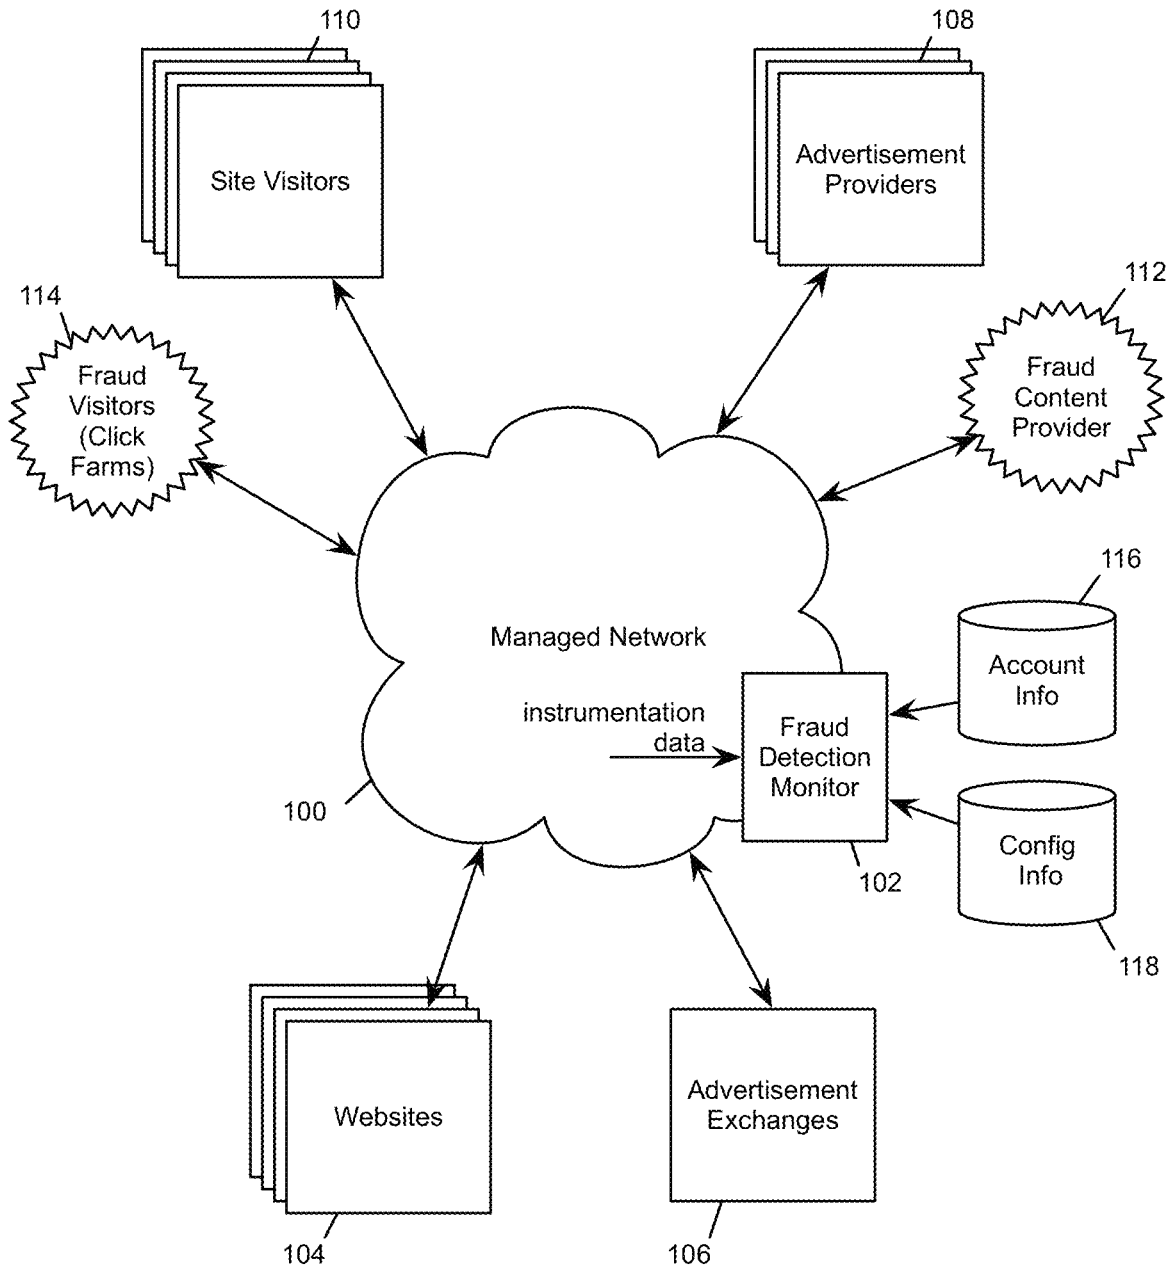 110
108
Site Visitors
Advertisement
Providers
114
112
Fraud
Visitors
(Click
Farms)
Fraud
Content
Provider
116
Managed Network
Account
Info
instrumentation
data
Fraud
Detection
Monitor
100
Config
Info
102
118
Websites
Advertisement
Exchanges
104
106